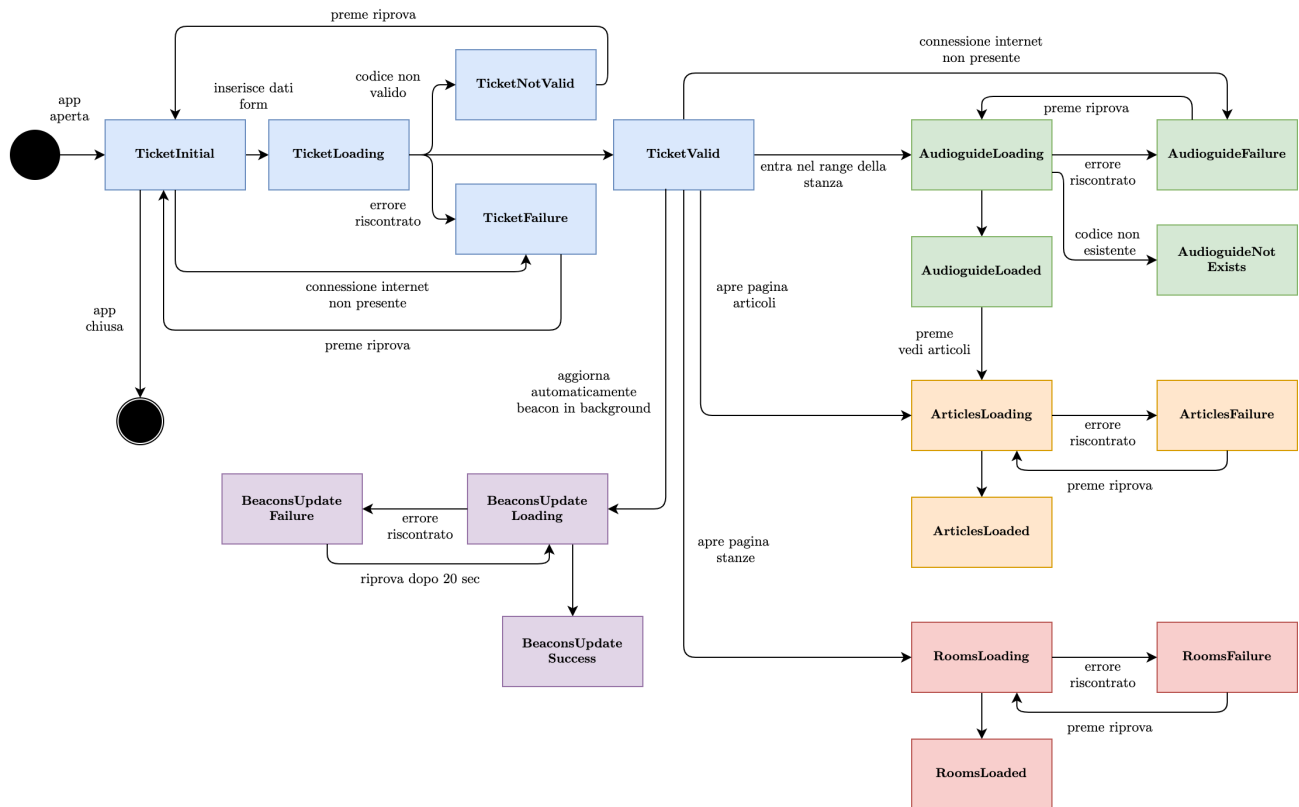 preme riprova
connessione internet
non presente
codice non
valido
TicketNotValid
inserisce dati
form
preme riprova
app
aperta
TicketInitial
TicketLoading
TicketValid
entra nel range della
stanza
AudioguideLoading
errore
riscontrato
AudioguideFailure
errore
riscontrato
TicketFailure
codice non
esistente
AudioguideNot
Exists
AudioguideLoaded
connessione internet
non presente
apre pagina
articoli
app
chiusa
preme riprova
preme
vedi articoli
aggiorna
automaticamente
beacon in background
ArticlesLoading
errore
riscontrato
ArticlesFailure
preme riprova
BeaconsUpdate
Failure
errore
riscontrato
BeaconsUpdate
Loading
ArticlesLoaded
apre pagina
stanze
riprova dopo 20 sec
BeaconsUpdate
Success
RoomsLoading
errore
riscontrato
RoomsFailure
preme riprova
RoomsLoaded